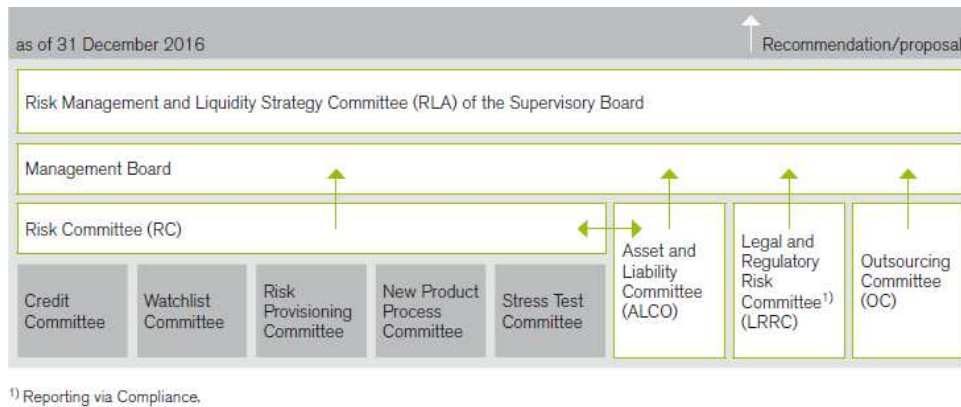 as of 31 December 2016
Recommendation/proposal
Risk Management and Liquidity Strategy Committee (RLA) of the Supervisory Board
Management Board
Risk Committee (RC)
Credit
Committee
Watchlist
Committee
Risk
Provisioning
Committee
New Product
Process
Committee
Stress Test
Committee
Asset and
Liability
Committee
(ALCO)
Legal and
Regulatory
Risk
Committee¹⁾
(LRRC)
Outsourcing
Committee
(OC)
¹⁾ Reporting via Compliance.